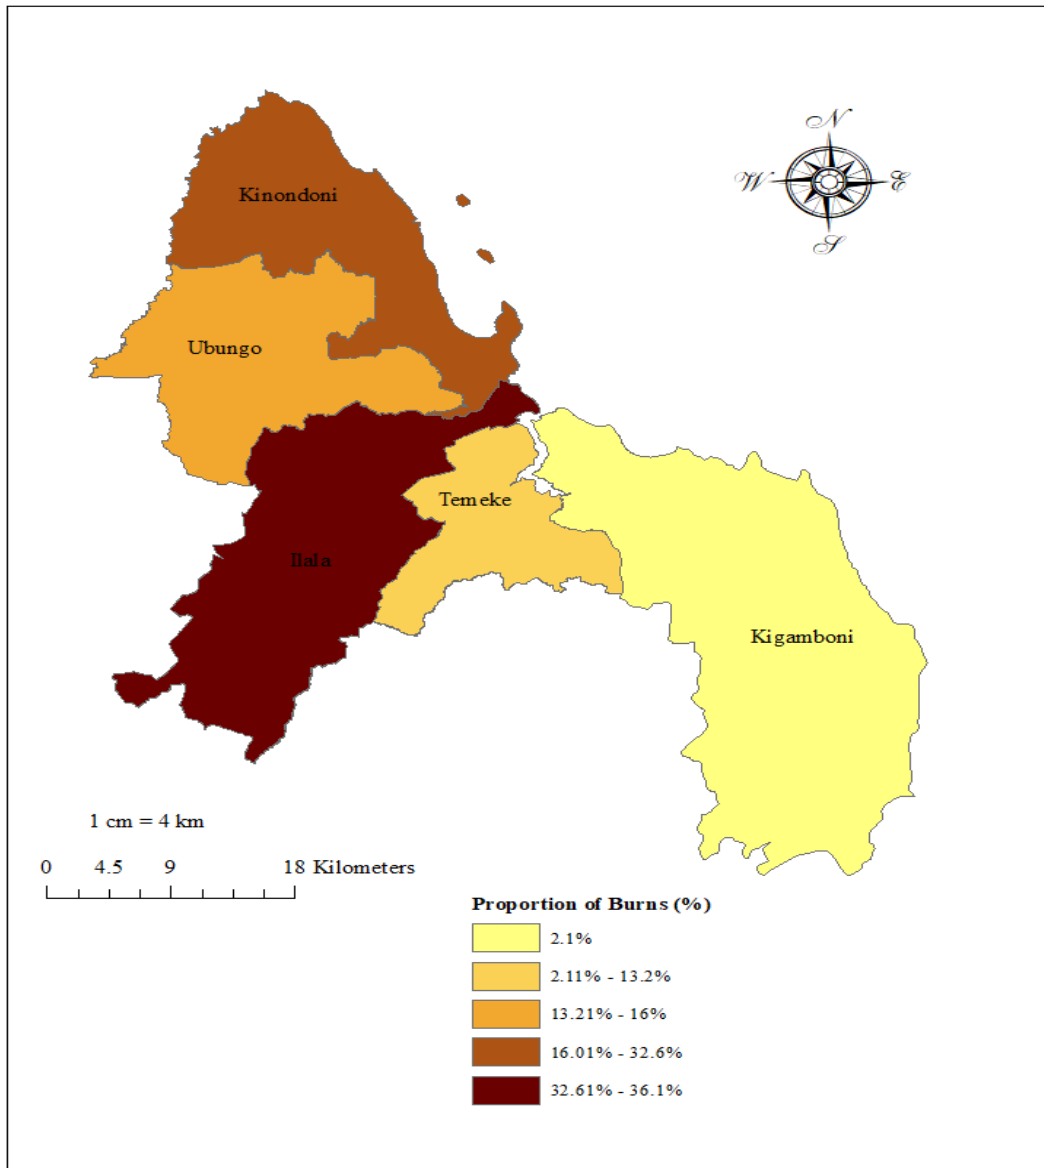 N
Kinondoni
W
E
S
Ubungo
Temeke
Ilala
Kigamboni
1 cm = 4 km
0 4.5 9 18 Kilometers
Proportion of Burns (%)
2.1%
2.11% - 13.2%
13.21% - 16%
16.01% - 32.6%
32.61% - 36.1%